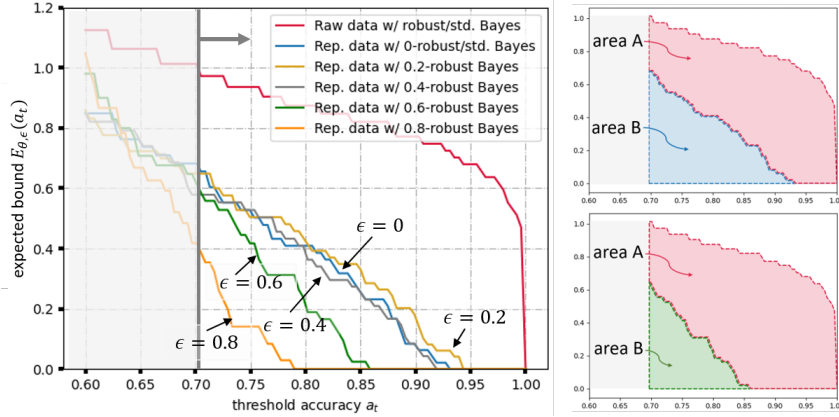 1.2
1.0
0.8
0.6
0.4
0.2
0.0
expected bound E_{θ,ϵ}(a_t)
Raw data w/ robust/std. Bayes
Rep. data w/ 0-robust/std. Bayes
Rep. data w/ 0.2-robust Bayes
Rep. data w/ 0.4-robust Bayes
Rep. data w/ 0.6-robust Bayes
Rep. data w/ 0.8-robust Bayes
ϵ = 0
ϵ = 0.6
ϵ = 0.4
ϵ = 0.2
ϵ = 0.8
0.60 0.65 0.70 0.75 0.80 0.85 0.90 0.95 1.00
threshold accuracy a_t
1.0
0.8
0.6
0.4
0.2
0.0
area A
area B
0.60 0.65 0.70 0.75 0.80 0.85 0.90 0.95 1.0
1.0
0.8
0.6
0.4
0.2
0.0
area A
area B
0.60 0.65 0.70 0.75 0.80 0.85 0.90 0.95 1.0